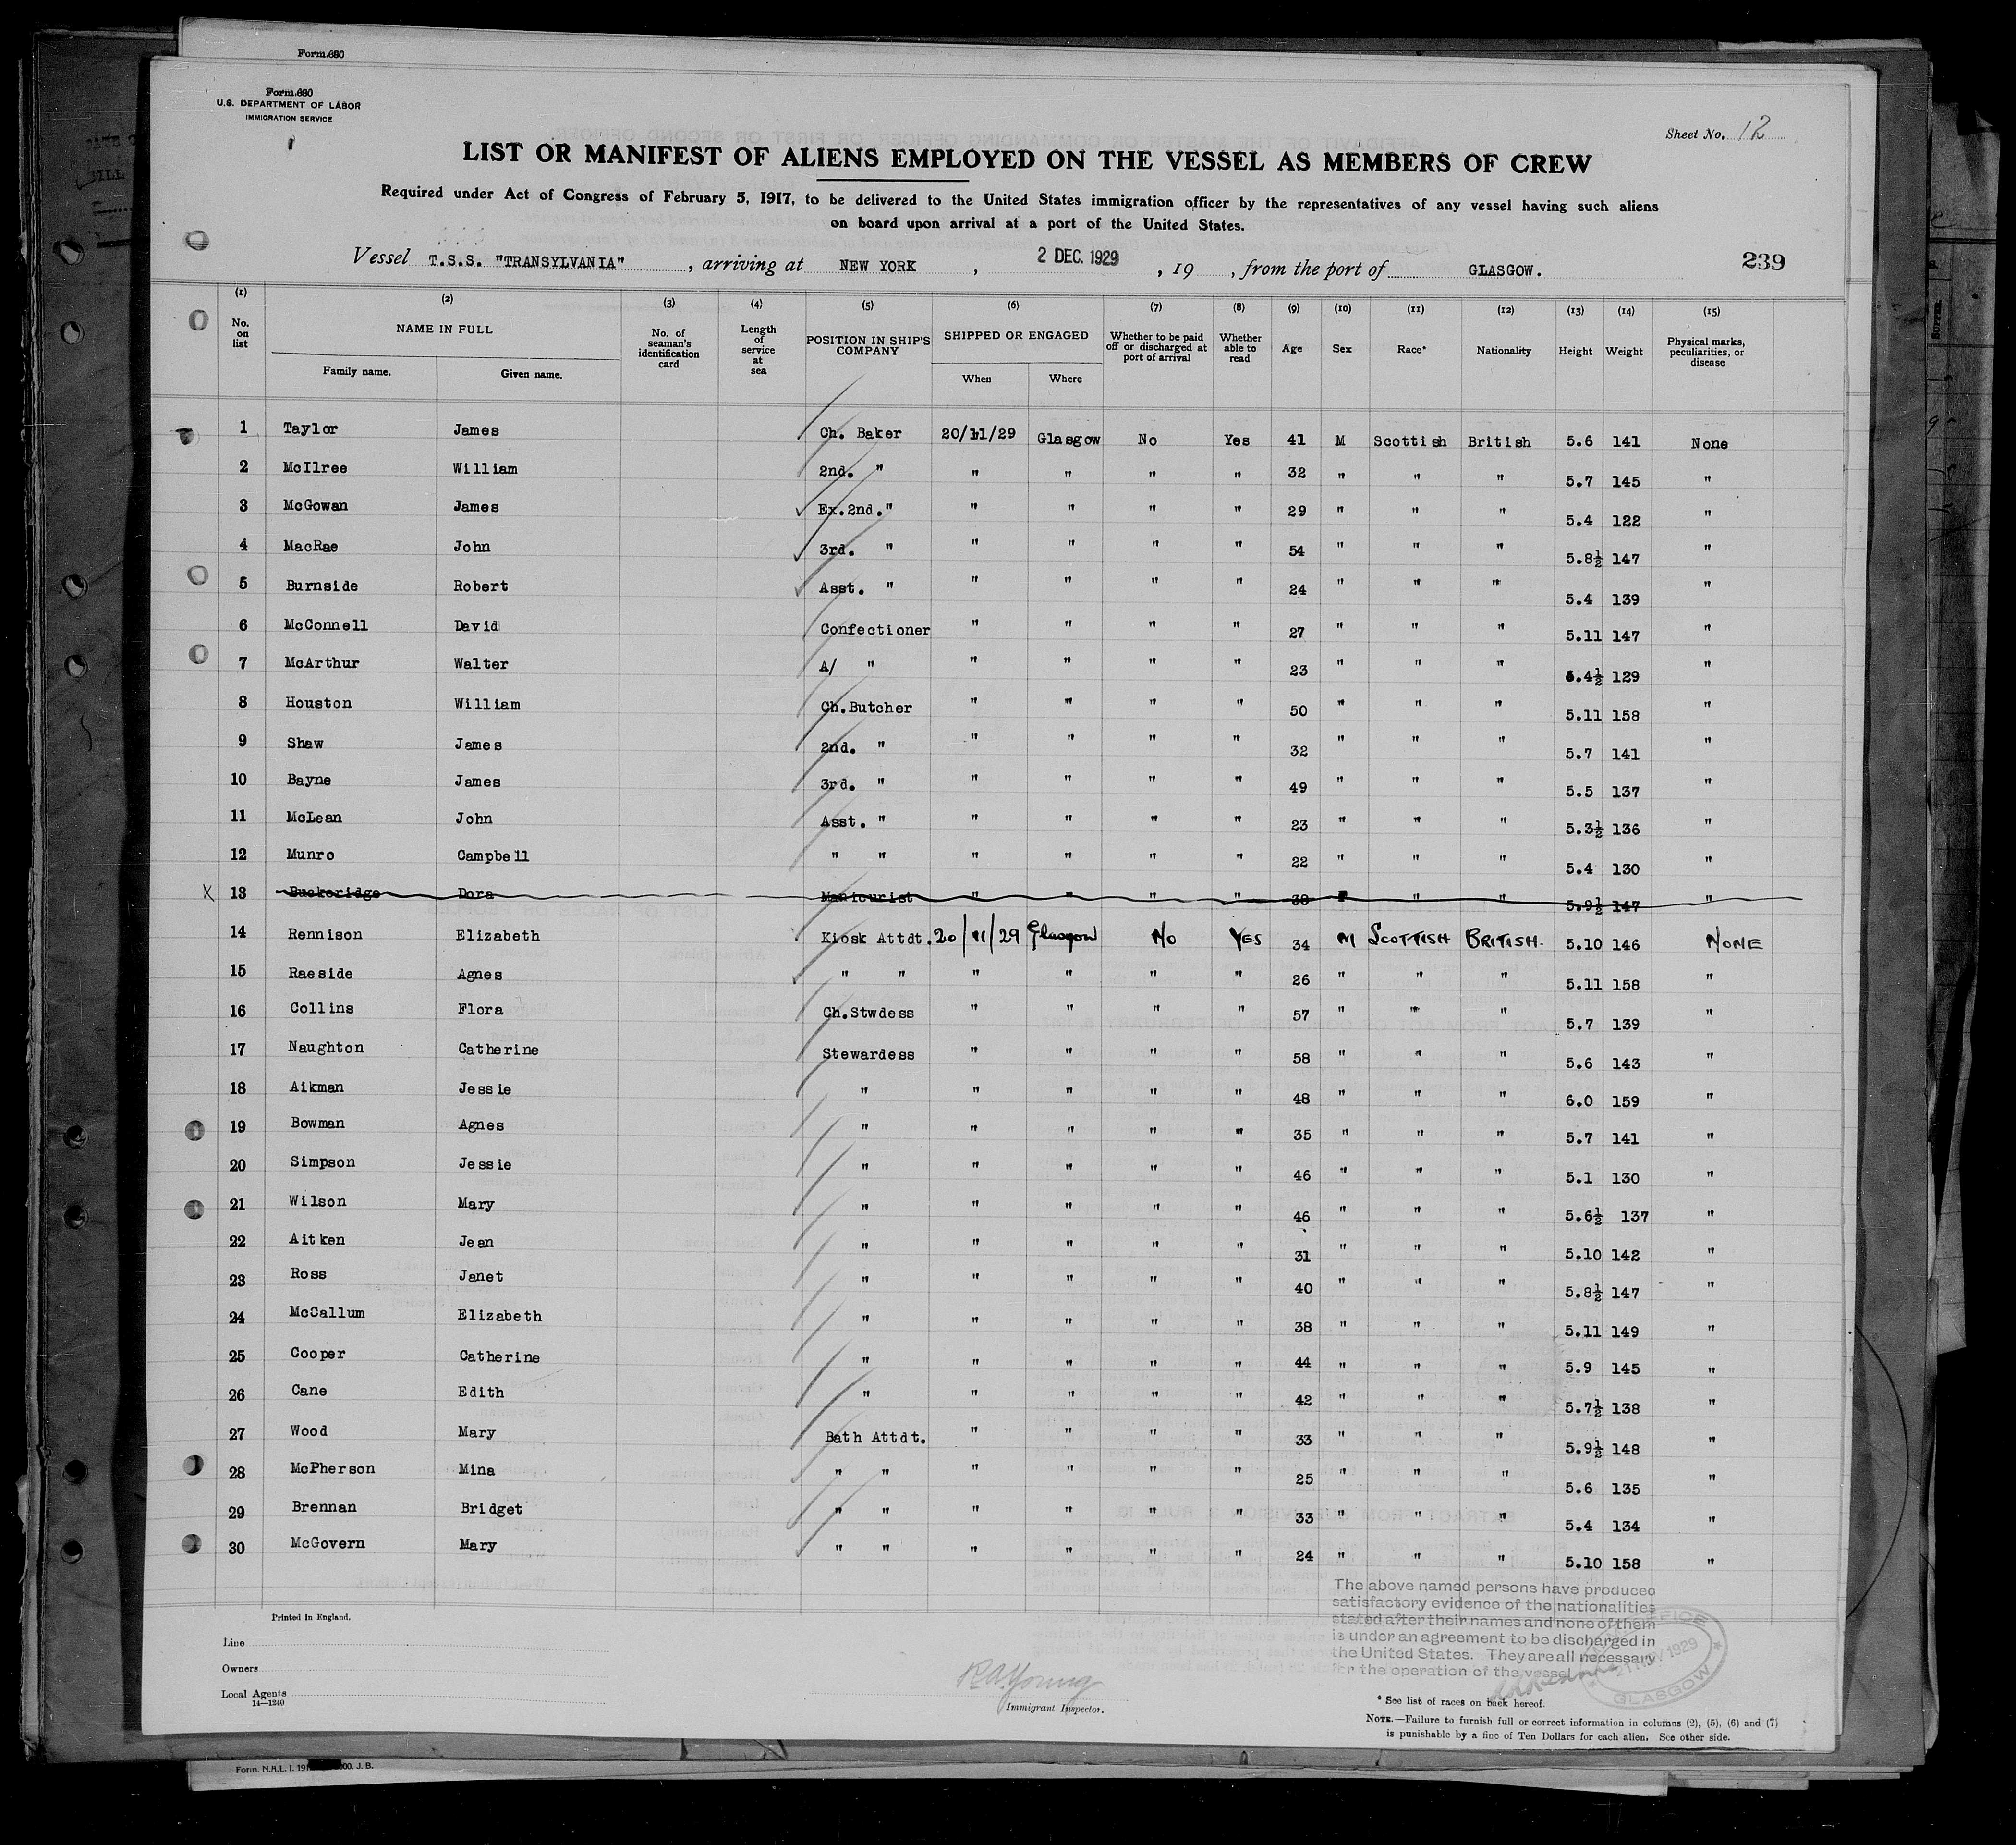 Form 680
Form 680
U.S. DEPARTMENT OF LABOR
IMMIGRATION SERVICE
Sheet No. 12
LIST OR MANIFEST OF ALIENS EMPLOYED ON THE VESSEL AS MEMBERS OF CREW
Required under Act of Congress of February 5, 1917, to be delivered to the United States immigration officer by the representatives of any vessel having such aliens
on board upon arrival at a port of the United States.
Vessel T.S.S. "TRANSYLVANIA", arriving at NEW YORK, 2 DEC. 1929, 19 , from the port of GLASGOW.
239
(1) (2) (3) (4) (5) (6) (7) (8) (9) (10) (11) (12) (13) (14) (15)
No. on list NAME IN FULL No. of seaman's identification card Length of service at sea POSITION IN SHIP'S COMPANY SHIPPED OR ENGAGED Whether to be paid off or discharged at port of arrival Whether able to read Age Sex Race* Nationality Height Weight Physical marks, peculiarities, or disease
Family name. Given name. When Where
1 Taylor James Ch. Baker 20/11/29 Glasgow No Yes 41 M Scottish British 5.6 141 None
2 McIlree William 2nd. " " " " " 32 " " " 5.7 145 "
3 McGowan James Ex.2nd." " " " " 29 " " " 5.4 122 "
4 MacRae John 3rd. " " " " " 54 " " " 5.8½ 147 "
5 Burnside Robert Asst. " " " " " 24 " " " 5.4 139 "
6 McConnell David Confectioner " " " " 27 " " " 5.11 147 "
7 McArthur Walter A/ " " " " " 23 " " " 5.4½ 129 "
8 Houston William Ch.Butcher " " " " 50 " " " 5.11 158 "
9 Shaw James 2nd. " " " " " 32 " " " 5.7 141 "
10 Bayne James 3rd. " " " " " 49 " " " 5.5 137 "
11 McLean John Asst. " " " " " 23 " " " 5.3½ 136 "
12 Munro Campbell " " " " " " 22 " " " 5.4 130 "
X 13 Buckeridge Dora Manicurist " " " " 38 " " " 5.9½ 147 "
14 Rennison Elizabeth Kiosk Attdt. 20/11/29 Glasgow No YES 34 M SCOTTISH BRITISH. 5.10 146 NONE
15 Raeside Agnes " " " " " " 26 " " " 5.11 158 "
16 Collins Flora Ch.Stwdess " " " " 57 " " " 5.7 139 "
17 Naughton Catherine Stewardess " " " " 58 " " " 5.6 143 "
18 Aikman Jessie " " " " " 48 " " " 6.0 159 "
19 Bowman Agnes " " " " " 35 " " " 5.7 141 "
20 Simpson Jessie " " " " " 46 " " " 5.1 130 "
21 Wilson Mary " " " " " 46 " " " 5.6½ 137 "
22 Aitken Jean " " " " " 31 " " " 5.10 142 "
23 Ross Janet " " " " " 40 " " " 5.8½ 147 "
24 McCallum Elizabeth " " " " " 38 " " " 5.11 149 "
25 Cooper Catherine " " " " " 44 " " " 5.9 145 "
26 Cane Edith " " " " " 42 " " " 5.7½ 138 "
27 Wood Mary Bath Attdt. " " " " 33 " " " 5.9½ 148 "
28 McPherson Mina " " " " " " 25 " " " 5.6 135 "
29 Brennan Bridget " " " " " " 33 " " " 5.4 134 "
30 McGovern Mary " " " " " " 24 " " " 5.10 158 "
The above named persons have produced
satisfactory evidence of the nationalities
stated after their names and none of them
is under an agreement to be discharged in
the United States. They are all necessary
for the operation of the vessel
GLASGOW
Printed in England.
Line
Owners
Local Agents
14—1240
R.A. Young
Immigrant Inspector.
* See list of races on back hereof.
NOTE.—Failure to furnish full or correct information in columns (2), (5), (6) and (7)
is punishable by a fine of Ten Dollars for each alien. See other side.